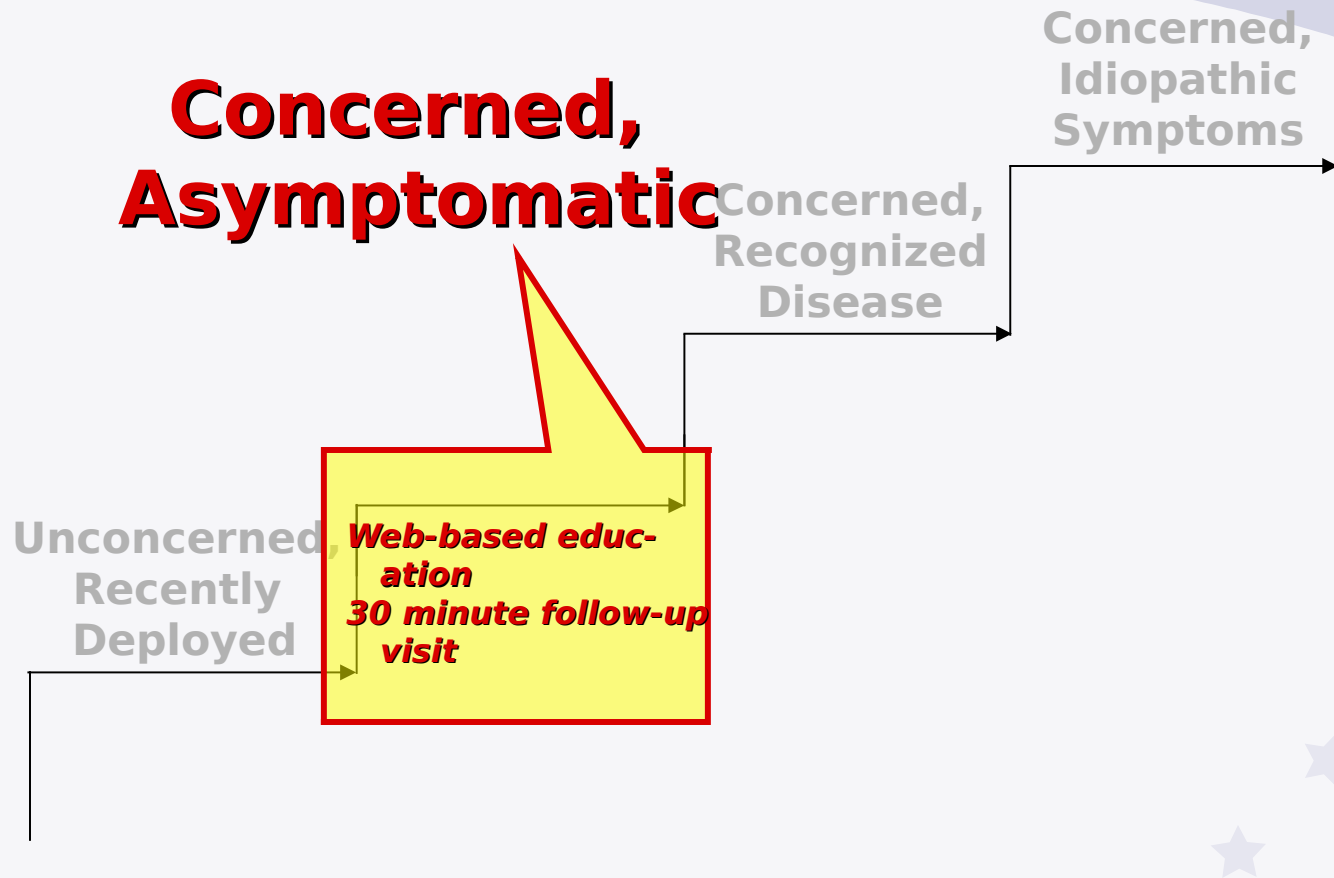 Concerned,
Idiopathic
Symptoms
Concerned,
Asymptomatic
Concerned,
Recognized
Disease
Unconcerned,
Recently
Deployed
Web-based educ-
ation
30 minute follow-up
visit